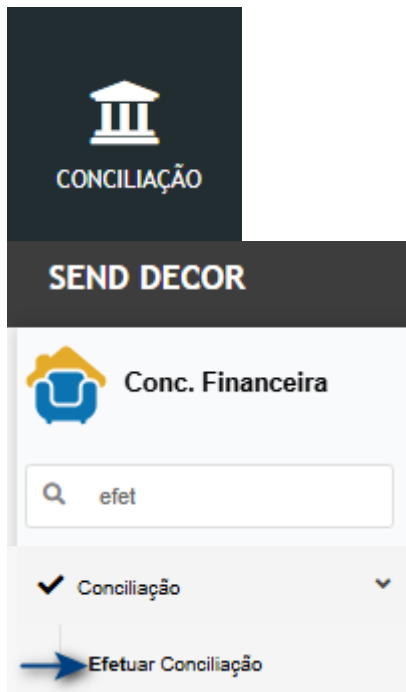 CONCILIAÇÃO
SEND DECOR
Conc. Financeira
efet
Conciliação
Efetuar Conciliação